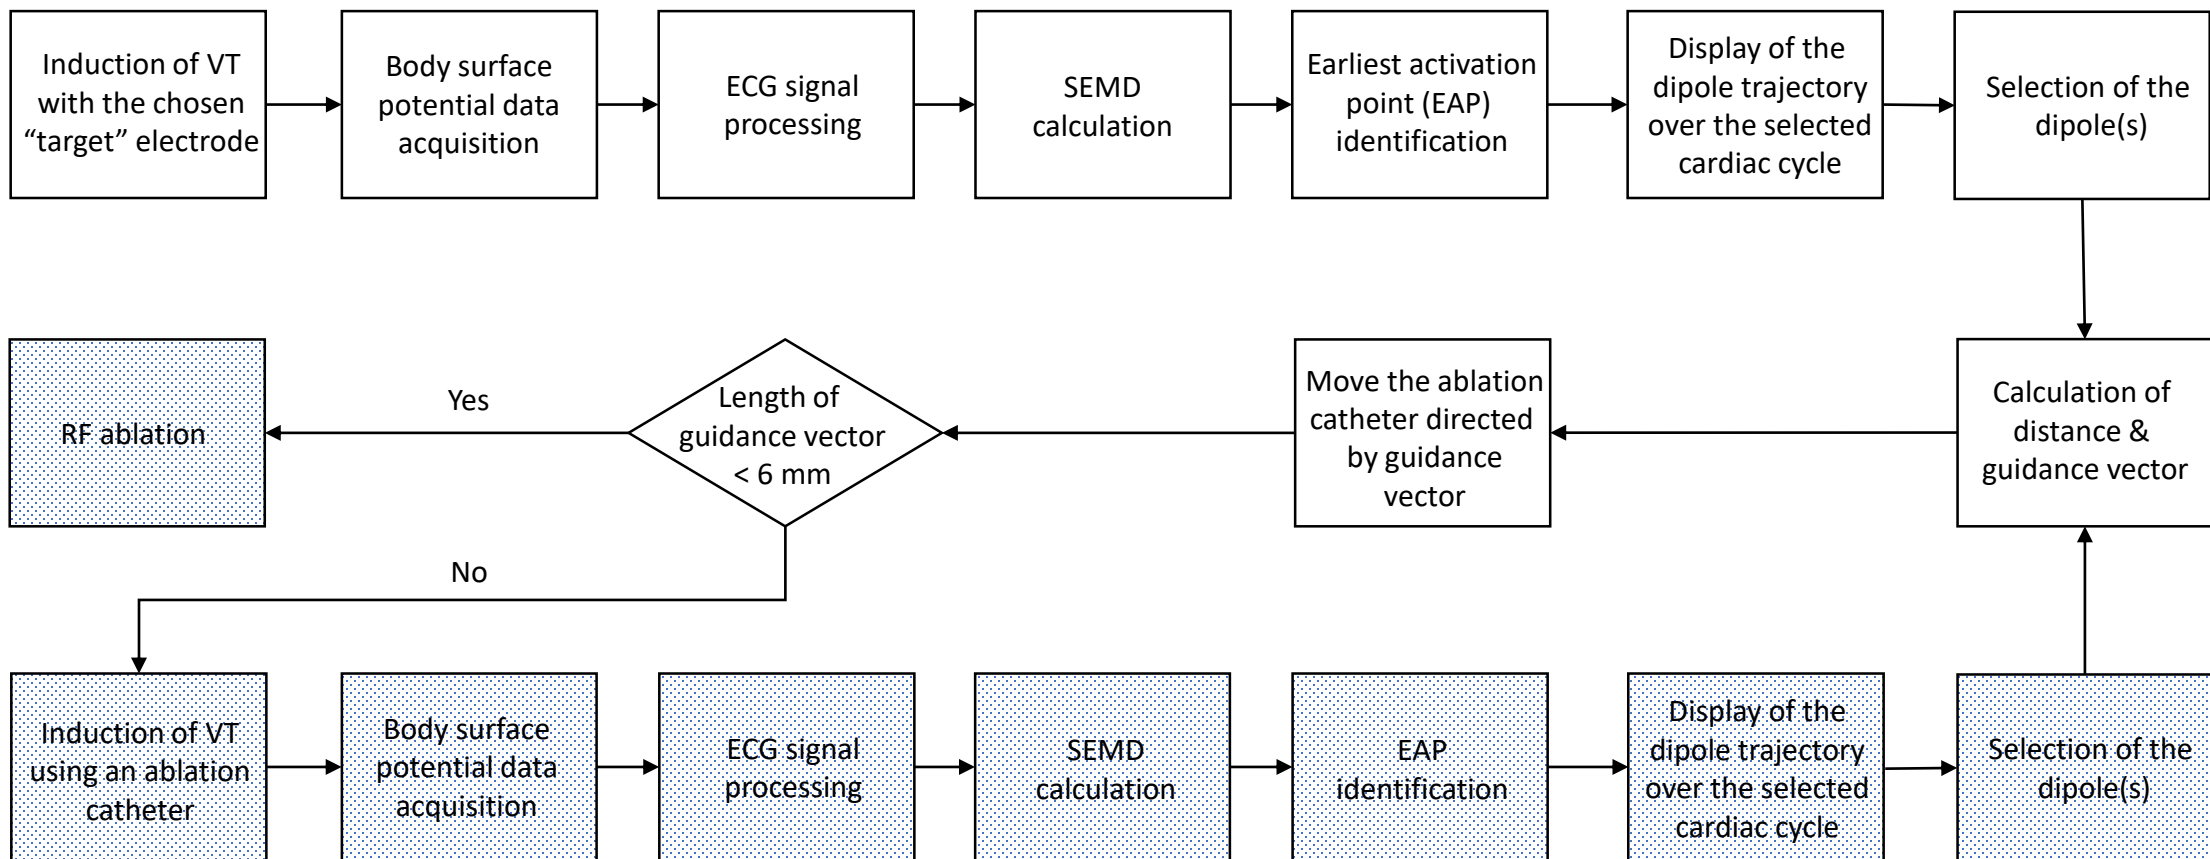 Induction of VT
with the chosen
“target” electrode
Body surface
potential data
acquisition
ECG signal
processing
SEMD
calculation
Earliest activation
point (EAP)
identification
Display of the
dipole trajectory
over the selected
cardiac cycle
Selection of the
dipole(s)
RF ablation
Yes
Length of
guidance vector
< 6 mm
Move the ablation
catheter directed
by guidance
vector
Calculation of
distance &
guidance vector
No
Induction of VT
using an ablation
catheter
Body surface
potential data
acquisition
ECG signal
processing
SEMD
calculation
EAP
identification
Display of the
dipole trajectory
over the selected
cardiac cycle
Selection of the
dipole(s)